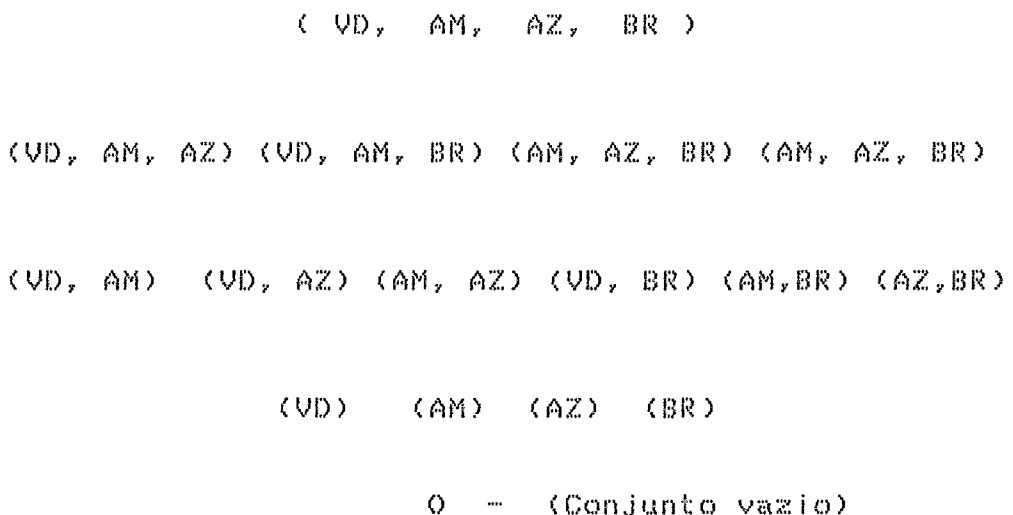 ( VD, AM, AZ, BR )
(VD, AM, AZ) (VD, AM, BR) (AM, AZ, BR) (AM, AZ, BR)
(VD, AM) (VD, AZ) (AM, AZ) (VD, BR) (AM,BR) (AZ,BR)
(VD) (AM) (AZ) (BR)
O - (Conjunto vazio)